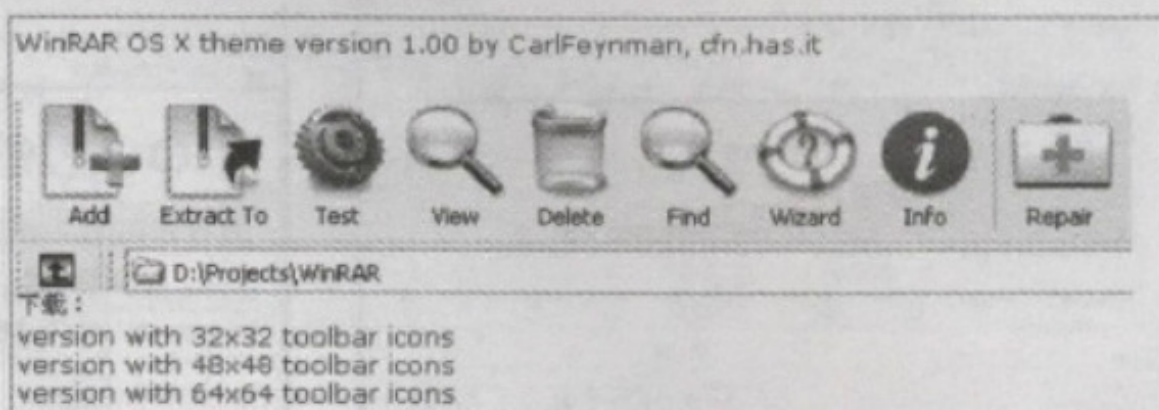 WinRAR OS X theme version 1.00 by CarlFeynman, cfn.has.it
Add Extract To Test View Delete Find Wizard Info Repair
D:\Projects\WinRAR
下载：
version with 32x32 toolbar icons
version with 48x48 toolbar icons
version with 64x64 toolbar icons